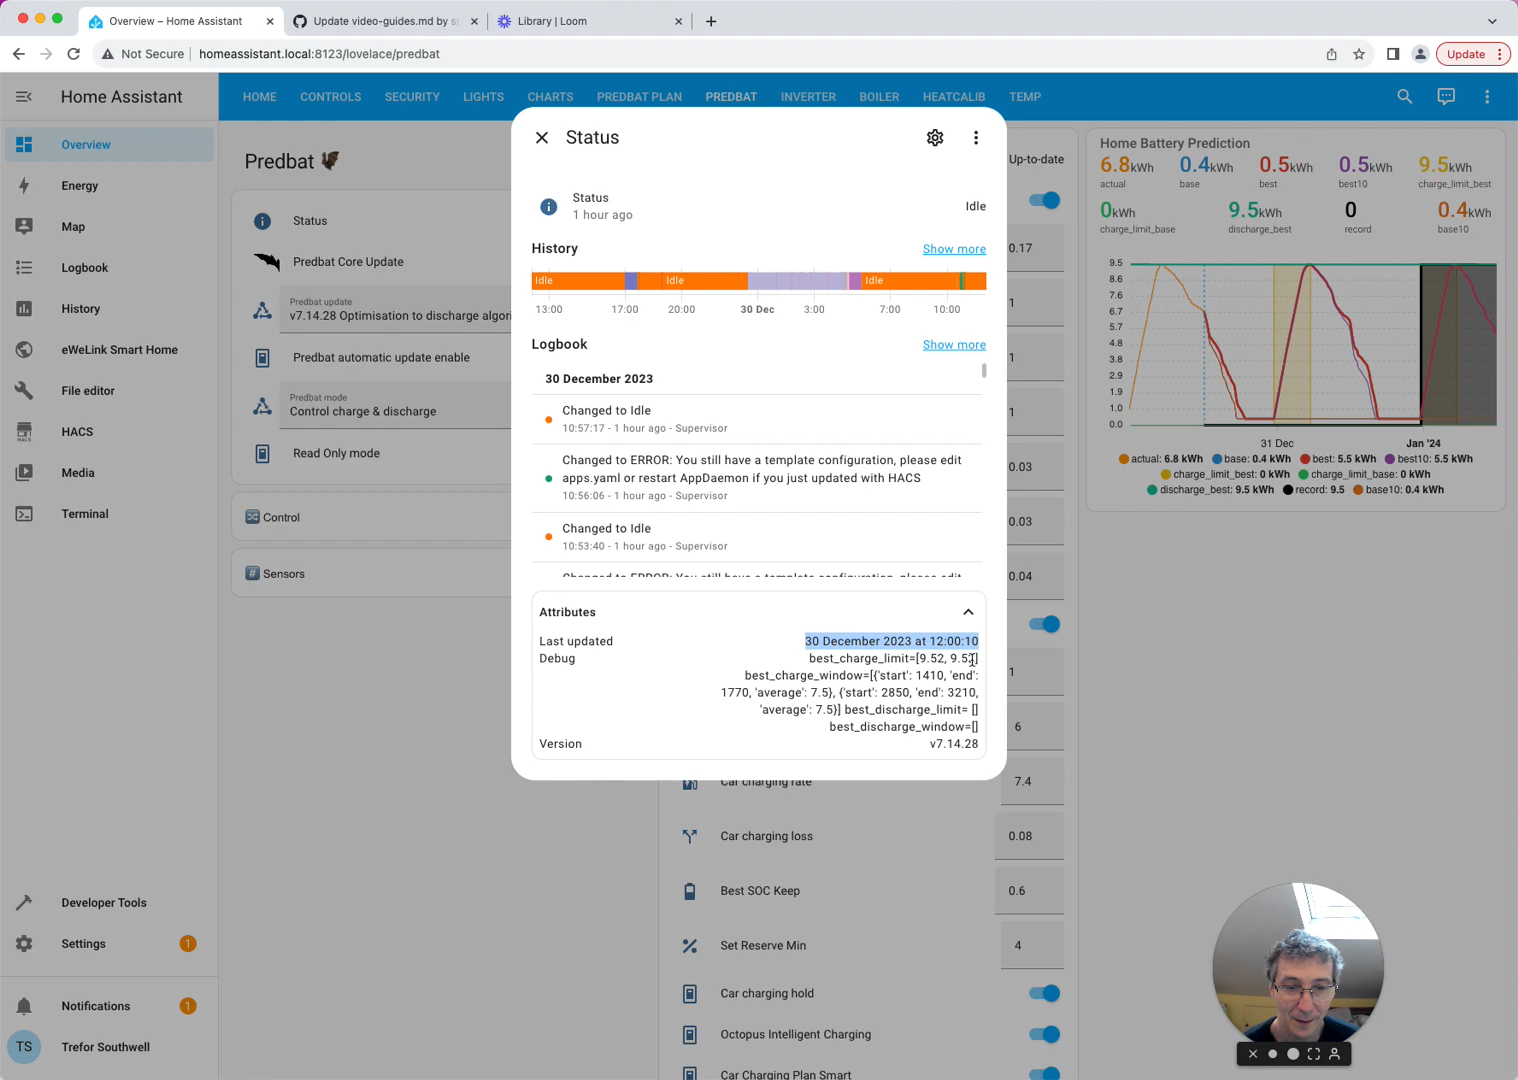 Overview – Home Assistant
Update video-guides.md by sp
Library | Loom
Not Secure
homeassistant.local:8123/lovelace/predbat
Update
Home Assistant
HOME
CONTROLS
SECURITY
LIGHTS
CHARTS
PREDBAT PLAN
PREDBAT
INVERTER
BOILER
HEATCALIB
TEMP
Overview
Energy
Map
Logbook
History
eWeLink Smart Home
File editor
HACS
Media
Terminal
Developer Tools
Settings
1
Notifications
1
TS
Trefor Southwell
Predbat
Status
Predbat Core Update
Predbat update
v7.14.28 Optimisation to discharge algori
Predbat automatic update enable
Predbat mode
Control charge & discharge
Read Only mode
Control
Sensors
Status
Status
1 hour ago
Idle
History
Show more
Idle
Idle
Idle
13:00
17:00
20:00
30 Dec
3:00
7:00
10:00
Logbook
Show more
30 December 2023
Changed to Idle
10:57:17 - 1 hour ago - Supervisor
Changed to ERROR: You still have a template configuration, please edit
apps.yaml or restart AppDaemon if you just updated with HACS
10:56:06 - 1 hour ago - Supervisor
Changed to Idle
10:53:40 - 1 hour ago - Supervisor
Changed to ERROR: You still have a template configuration, please edit
Attributes
Last updated
30 December 2023 at 12:00:10
Debug
best_charge_limit=[9.52, 9.52]
best_charge_window=[{'start': 1410, 'end':
1770, 'average': 7.5}, {'start': 2850, 'end': 3210,
'average': 7.5}] best_discharge_limit= []
best_discharge_window=[]
Version
v7.14.28
Up-to-date
0.17
1
1
1
0.03
0.03
0.04
1
6
Car charging rate
7.4
Car charging loss
0.08
Best SOC Keep
0.6
Set Reserve Min
4
Car charging hold
Octopus Intelligent Charging
Car Charging Plan Smart
Home Battery Prediction
6.8kWh
actual
0.4kWh
base
0.5kWh
best
0.5kWh
best10
9.5kWh
charge_limit_best
0kWh
charge_limit_base
9.5kWh
discharge_best
0
record
0.4kWh
base10
9.5
8.6
7.6
6.7
5.7
4.8
3.8
2.9
1.9
1.0
0.0
31 Dec
Jan '24
actual: 6.8 kWh
base: 0.4 kWh
best: 5.5 kWh
best10: 5.5 kWh
charge_limit_best: 0 kWh
charge_limit_base: 0 kWh
discharge_best: 9.5 kWh
record: 9.5
base10: 0.4 kWh